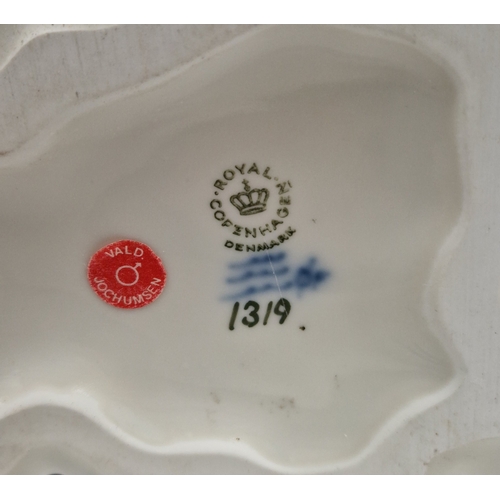 ROYAL
COPENHAGEN
DENMARK
VALD.
JOCHUMSEN
1319.